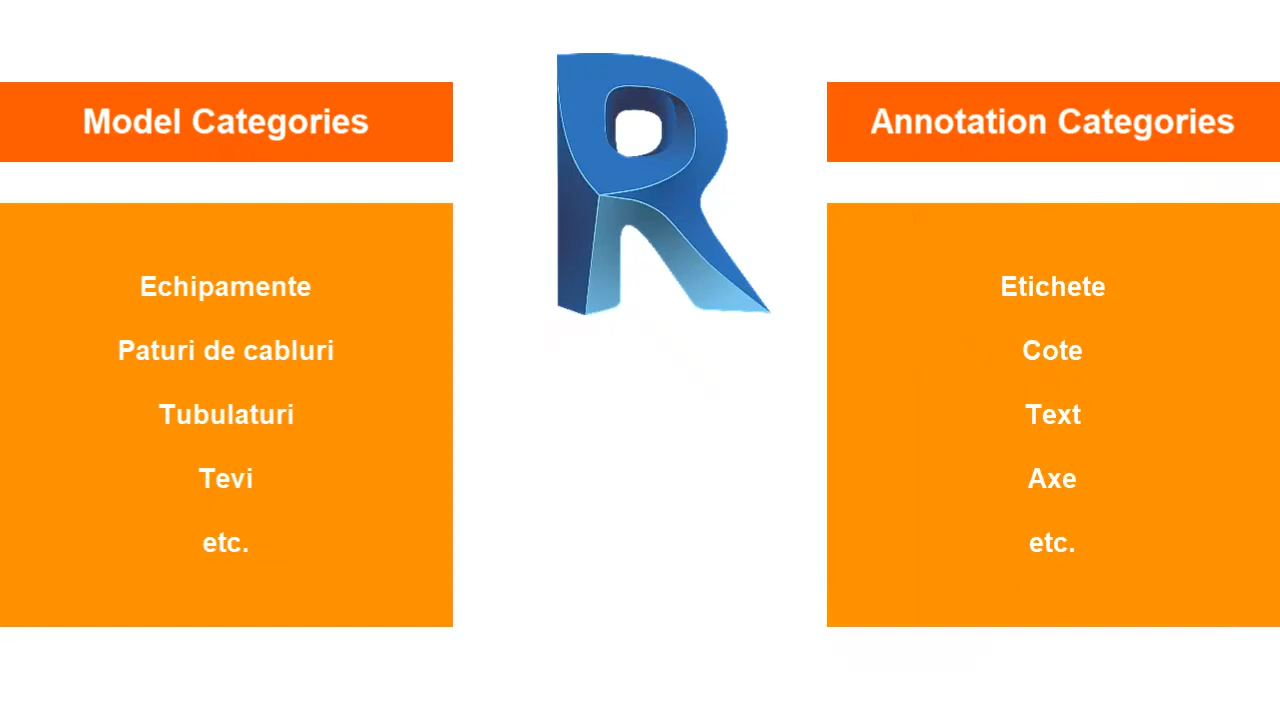 Model Categories
Echipamente
Paturi de cabluri
Tubulaturi
Tevi
etc.
R
Annotation Categories
Etichete
Cote
Text
Axe
etc.